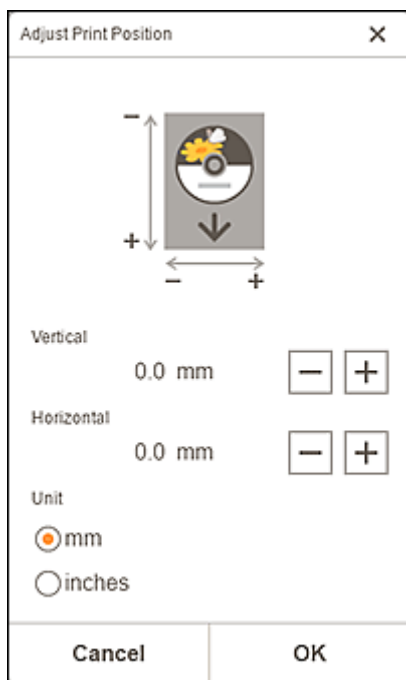 Adjust Print Position
Vertical
0.0 mm
Horizontal
0.0 mm
Unit
mm
inches
Cancel OK